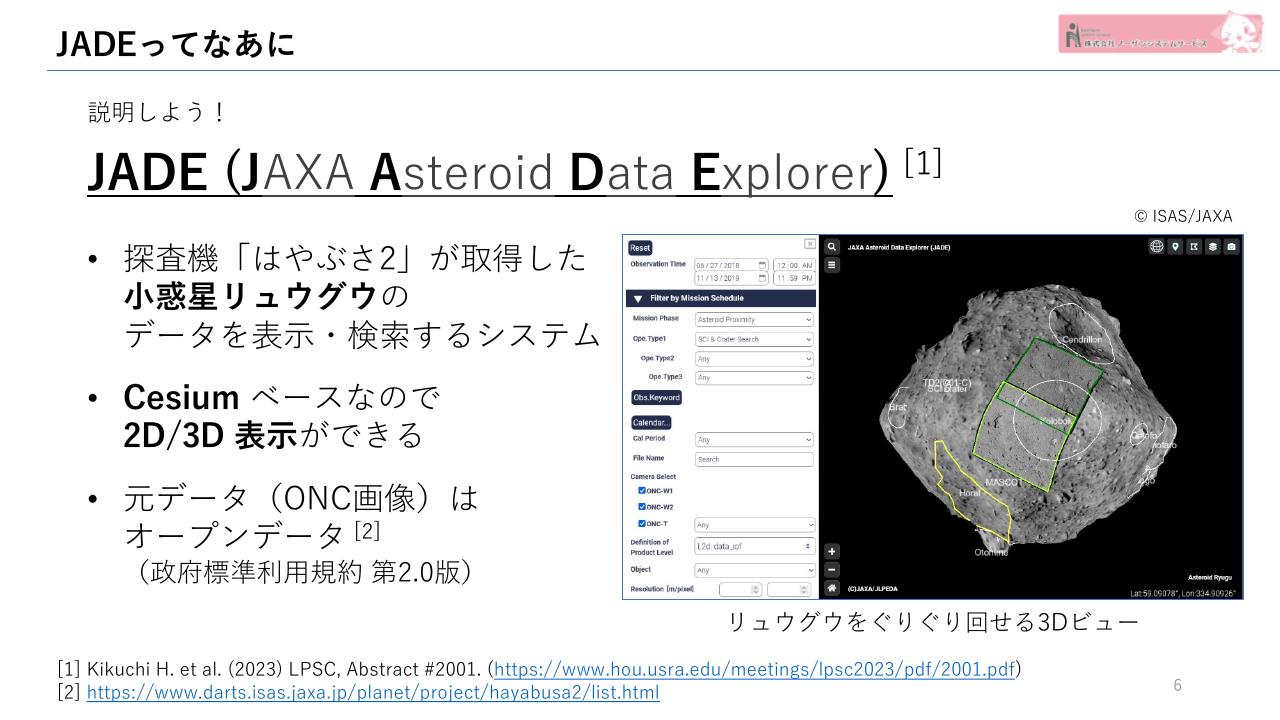 JADEってなあに
株式会社ノーザンシステムサービス
説明しよう！
JADE (JAXA Asteroid Data Explorer) [1]
© ISAS/JAXA
• 探査機「はやぶさ2」が取得した
小惑星リュウグウの
データを表示・検索するシステム
• Cesium ベースなので
2D/3D 表示ができる
• 元データ（ONC画像）は
オープンデータ [2]
（政府標準利用規約 第2.0版）
Reset
Observation Time 06/27/2018 12:00 AM
11/13/2019 11:59 PM
Filter by Mission Schedule
Mission Phase Asteroid Proximity
Ope.Type1 SCI & Crater Search
Ope.Type2 Any
Ope.Type3 Any
Obs.Keyword
Calendar...
Cal Period Any
File Name Search
Camera Select
ONC-W1
ONC-W2
ONC-T Any
Definition of
Product Level L2d: data_iof
Object Any
Resolution [m/pixel]
JAXA Asteroid Data Explorer (JADE)
Cendrillon
SCI crater
Brat
Kolobok
MASCOT
Horai
Otohime
Asteroid Ryugu
(C)JAXA/JLPEDA
Lat:59.09078°, Lon:334.90926°
リュウグウをぐりぐり回せる3Dビュー
[1] Kikuchi H. et al. (2023) LPSC, Abstract #2001. (https://www.hou.usra.edu/meetings/lpsc2023/pdf/2001.pdf)
[2] https://www.darts.isas.jaxa.jp/planet/project/hayabusa2/list.html
6